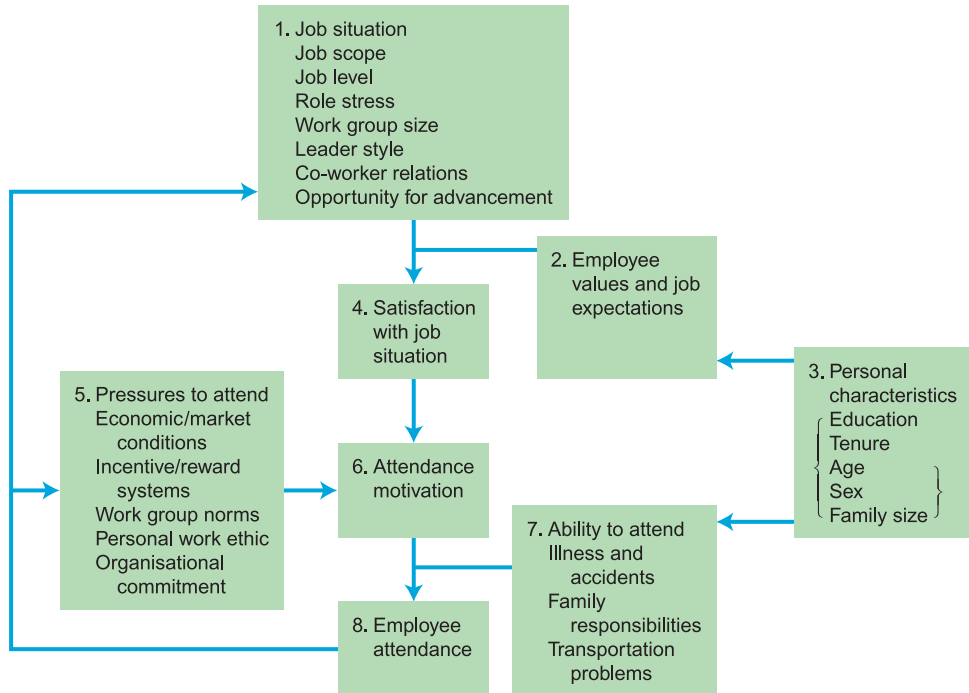 1. Job situation
Job scope
Job level
Role stress
Work group size
Leader style
Co-worker relations
Opportunity for advancement
2. Employee
values and job
expectations
4. Satisfaction
with job
situation
3. Personal
characteristics
Education
Tenure
Age
Sex
Family size
5. Pressures to attend
Economic/market
conditions
Incentive/reward
systems
Work group norms
Personal work ethic
Organisational
commitment
6. Attendance
motivation
7. Ability to attend
Illness and
accidents
Family
responsibilities
Transportation
problems
8. Employee
attendance